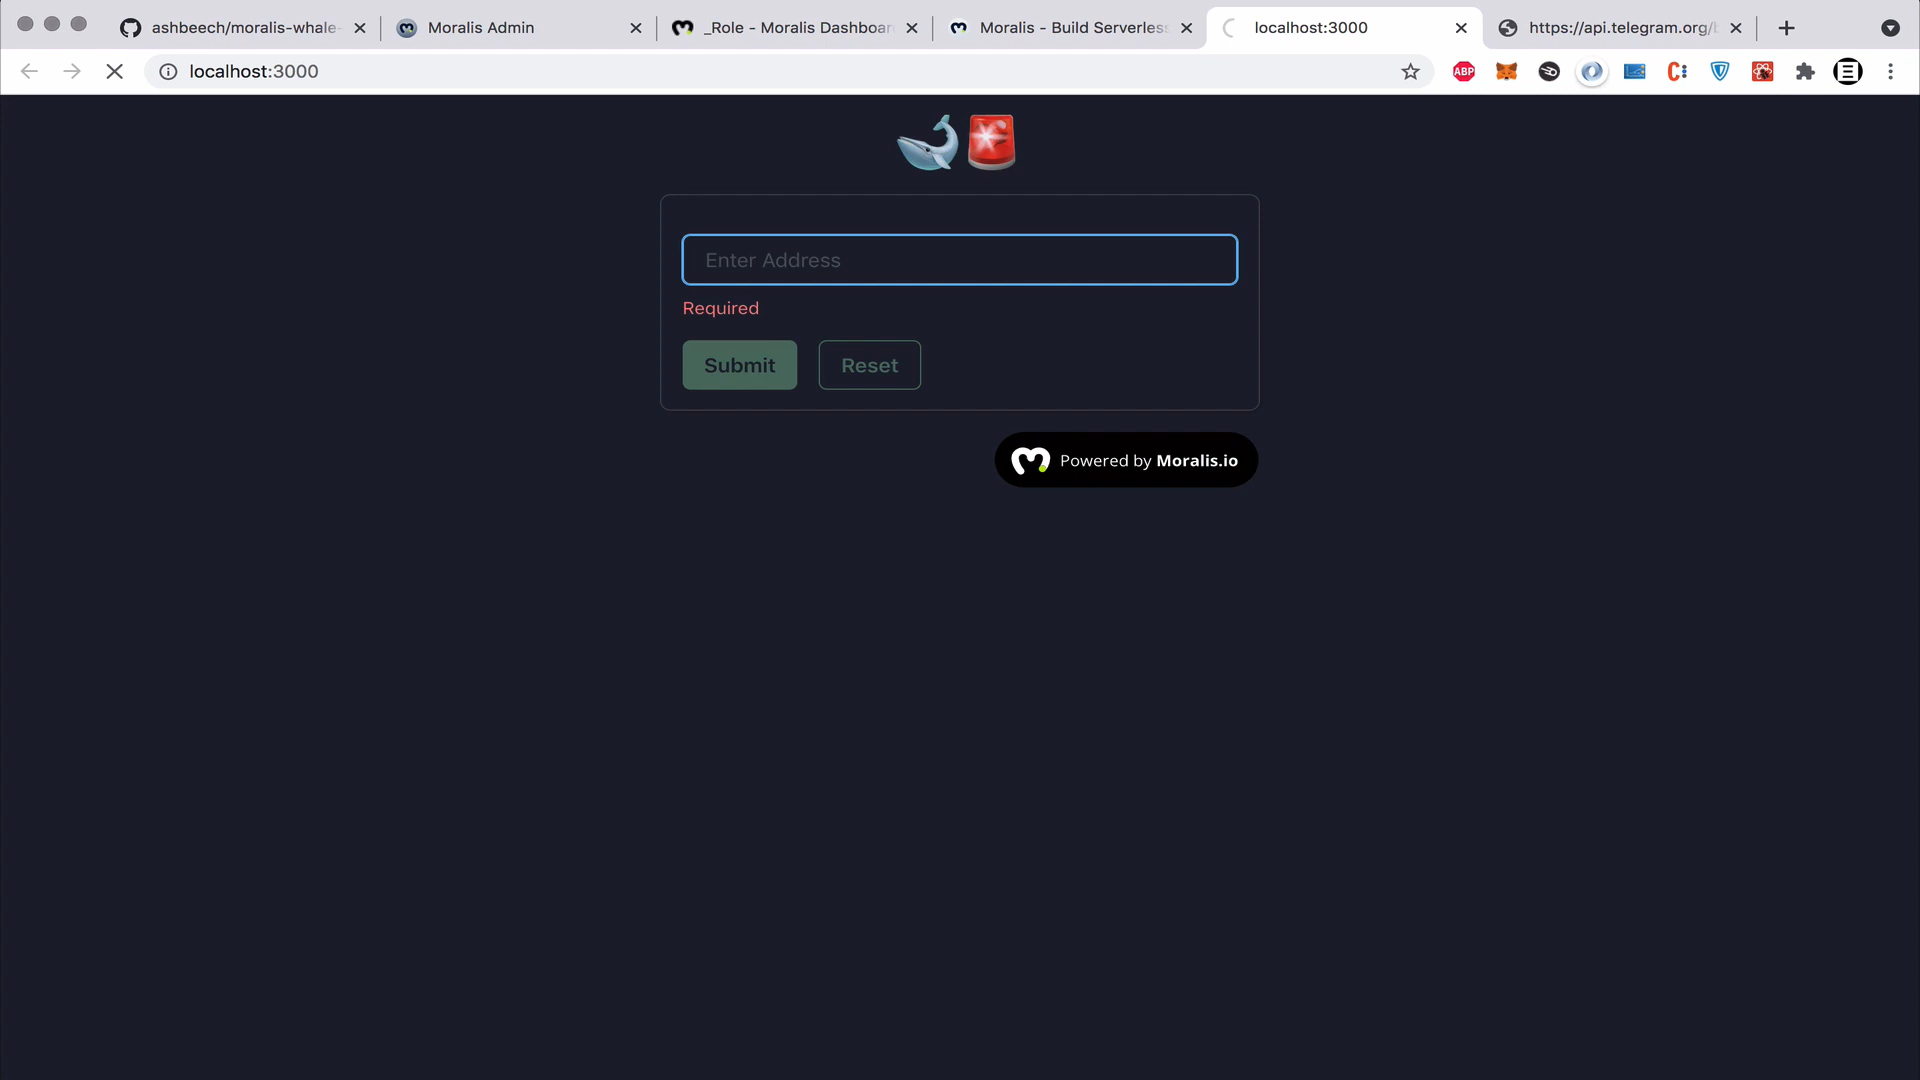 ashbeech/moralis-whale-
Moralis Admin
_Role - Moralis Dashboar
Moralis - Build Serverless
localhost:3000
https://api.telegram.org/b
localhost:3000
ABP
Enter Address
Required
Submit
Reset
Powered by Moralis.io